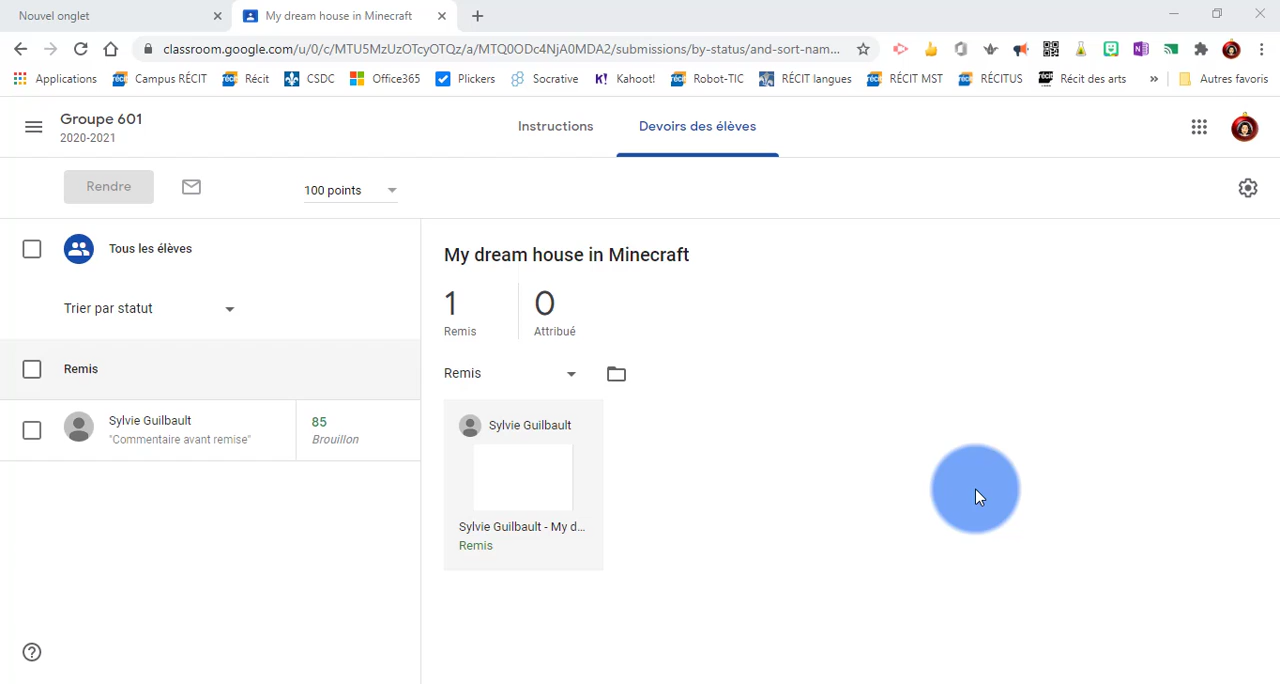 Nouvel onglet
My dream house in Minecraft
classroom.google.com/u/0/c/MTU5MzUzOTcyOTQz/a/MTQ0ODc4NjA0MDA2/submissions/by-status/and-sort-nam...
Applications
Campus RÉCIT
Récit
CSDC
Office365
Plickers
Socrative
K! Kahoot!
Robot-TIC
RÉCIT langues
RÉCIT MST
RÉCITUS
Récit des arts
»
Autres favoris
Groupe 601
2020-2021
Instructions
Devoirs des élèves
Rendre
100 points
Tous les élèves
Trier par statut
Remis
Sylvie Guilbault
"Commentaire avant remise"
85
Brouillon
My dream house in Minecraft
1
Remis
0
Attribué
Remis
Sylvie Guilbault
Sylvie Guilbault - My d...
Remis